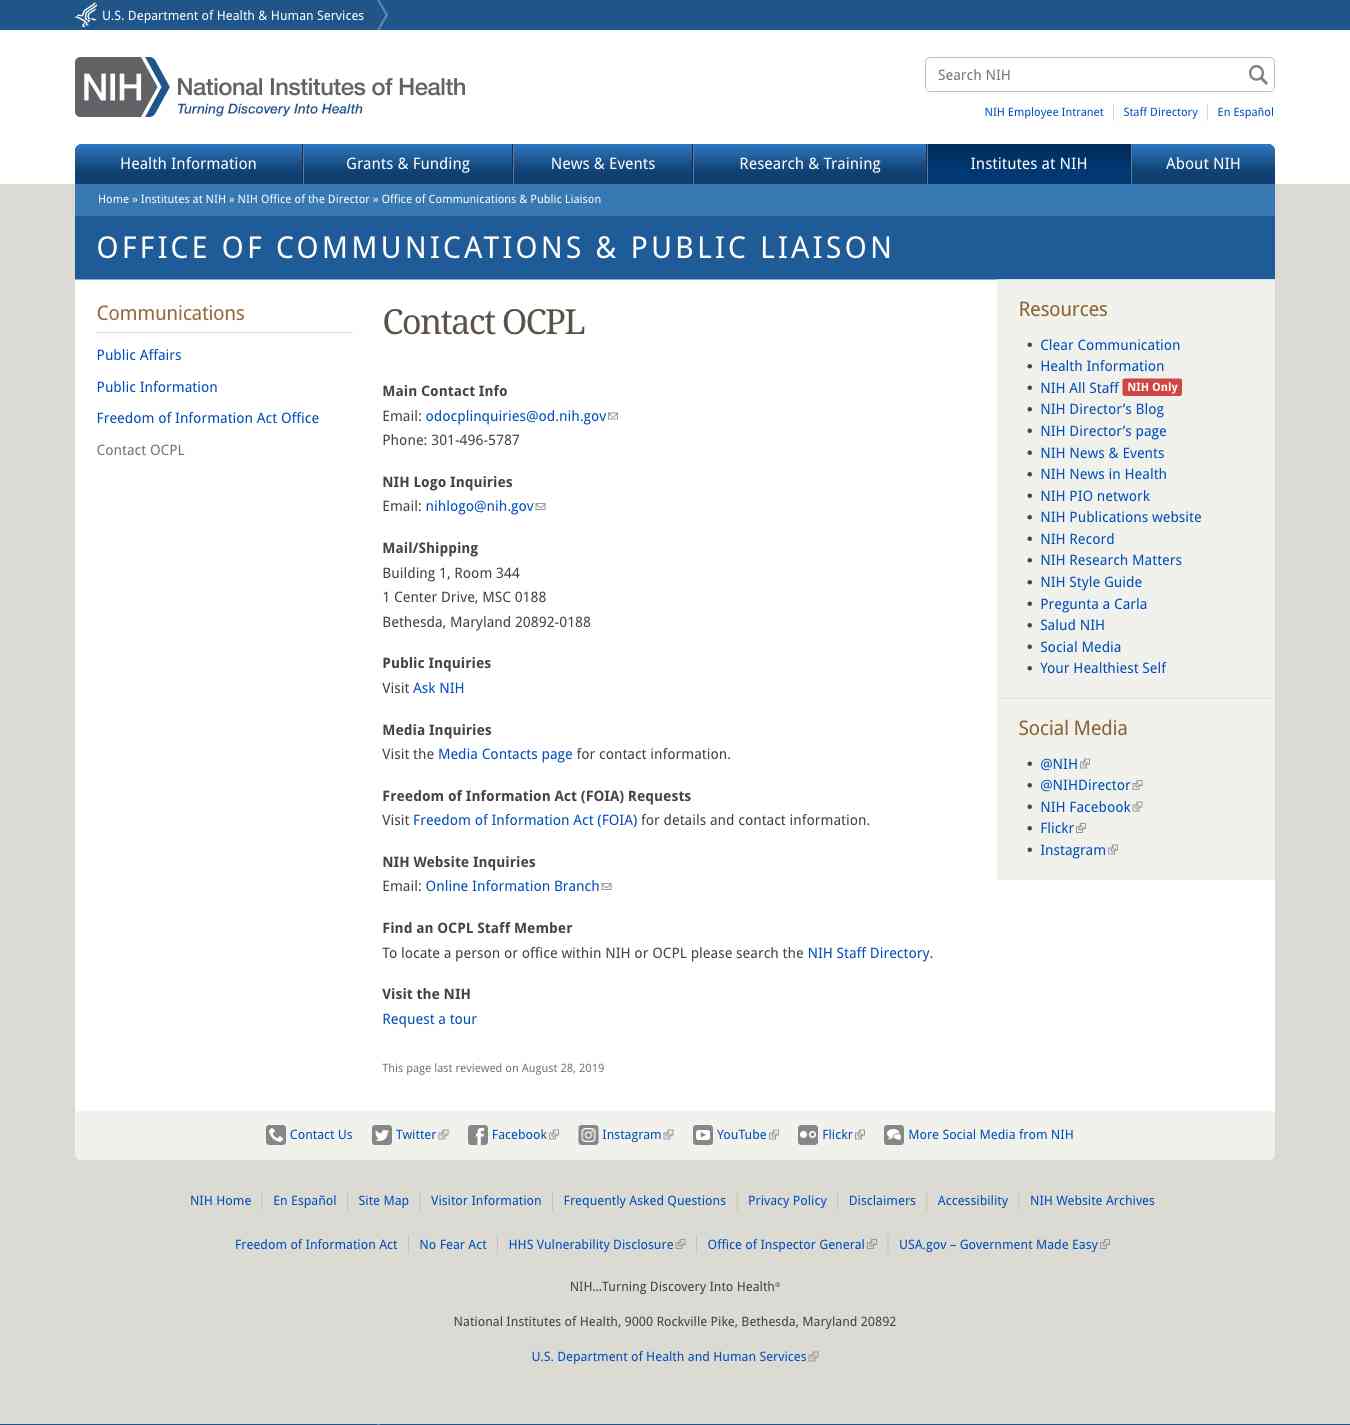 U.S. Department of Health & Human Services
NIH National Institutes of Health
Turning Discovery Into Health
Search NIH
NIH Employee Intranet
Staff Directory
En Español
Health Information
Grants & Funding
News & Events
Research & Training
Institutes at NIH
About NIH
Home » Institutes at NIH » NIH Office of the Director » Office of Communications & Public Liaison
OFFICE OF COMMUNICATIONS & PUBLIC LIAISON
Communications
Public Affairs
Public Information
Freedom of Information Act Office
Contact OCPL
Contact OCPL
Main Contact Info
Email: odocplinquiries@od.nih.gov
Phone: 301-496-5787
NIH Logo Inquiries
Email: nihlogo@nih.gov
Mail/Shipping
Building 1, Room 344
1 Center Drive, MSC 0188
Bethesda, Maryland 20892-0188
Public Inquiries
Visit Ask NIH
Media Inquiries
Visit the Media Contacts page for contact information.
Freedom of Information Act (FOIA) Requests
Visit Freedom of Information Act (FOIA) for details and contact information.
NIH Website Inquiries
Email: Online Information Branch
Find an OCPL Staff Member
To locate a person or office within NIH or OCPL please search the NIH Staff Directory.
Visit the NIH
Request a tour
This page last reviewed on August 28, 2019
Resources
• Clear Communication
• Health Information
• NIH All Staff NIH Only
• NIH Director’s Blog
• NIH Director’s page
• NIH News & Events
• NIH News in Health
• NIH PIO network
• NIH Publications website
• NIH Record
• NIH Research Matters
• NIH Style Guide
• Pregunta a Carla
• Salud NIH
• Social Media
• Your Healthiest Self
Social Media
• @NIH
• @NIHDirector
• NIH Facebook
• Flickr
• Instagram
Contact Us
Twitter
Facebook
Instagram
YouTube
Flickr
More Social Media from NIH
NIH Home
En Español
Site Map
Visitor Information
Frequently Asked Questions
Privacy Policy
Disclaimers
Accessibility
NIH Website Archives
Freedom of Information Act
No Fear Act
HHS Vulnerability Disclosure
Office of Inspector General
USA.gov – Government Made Easy
NIH…Turning Discovery Into Health®
National Institutes of Health, 9000 Rockville Pike, Bethesda, Maryland 20892
U.S. Department of Health and Human Services